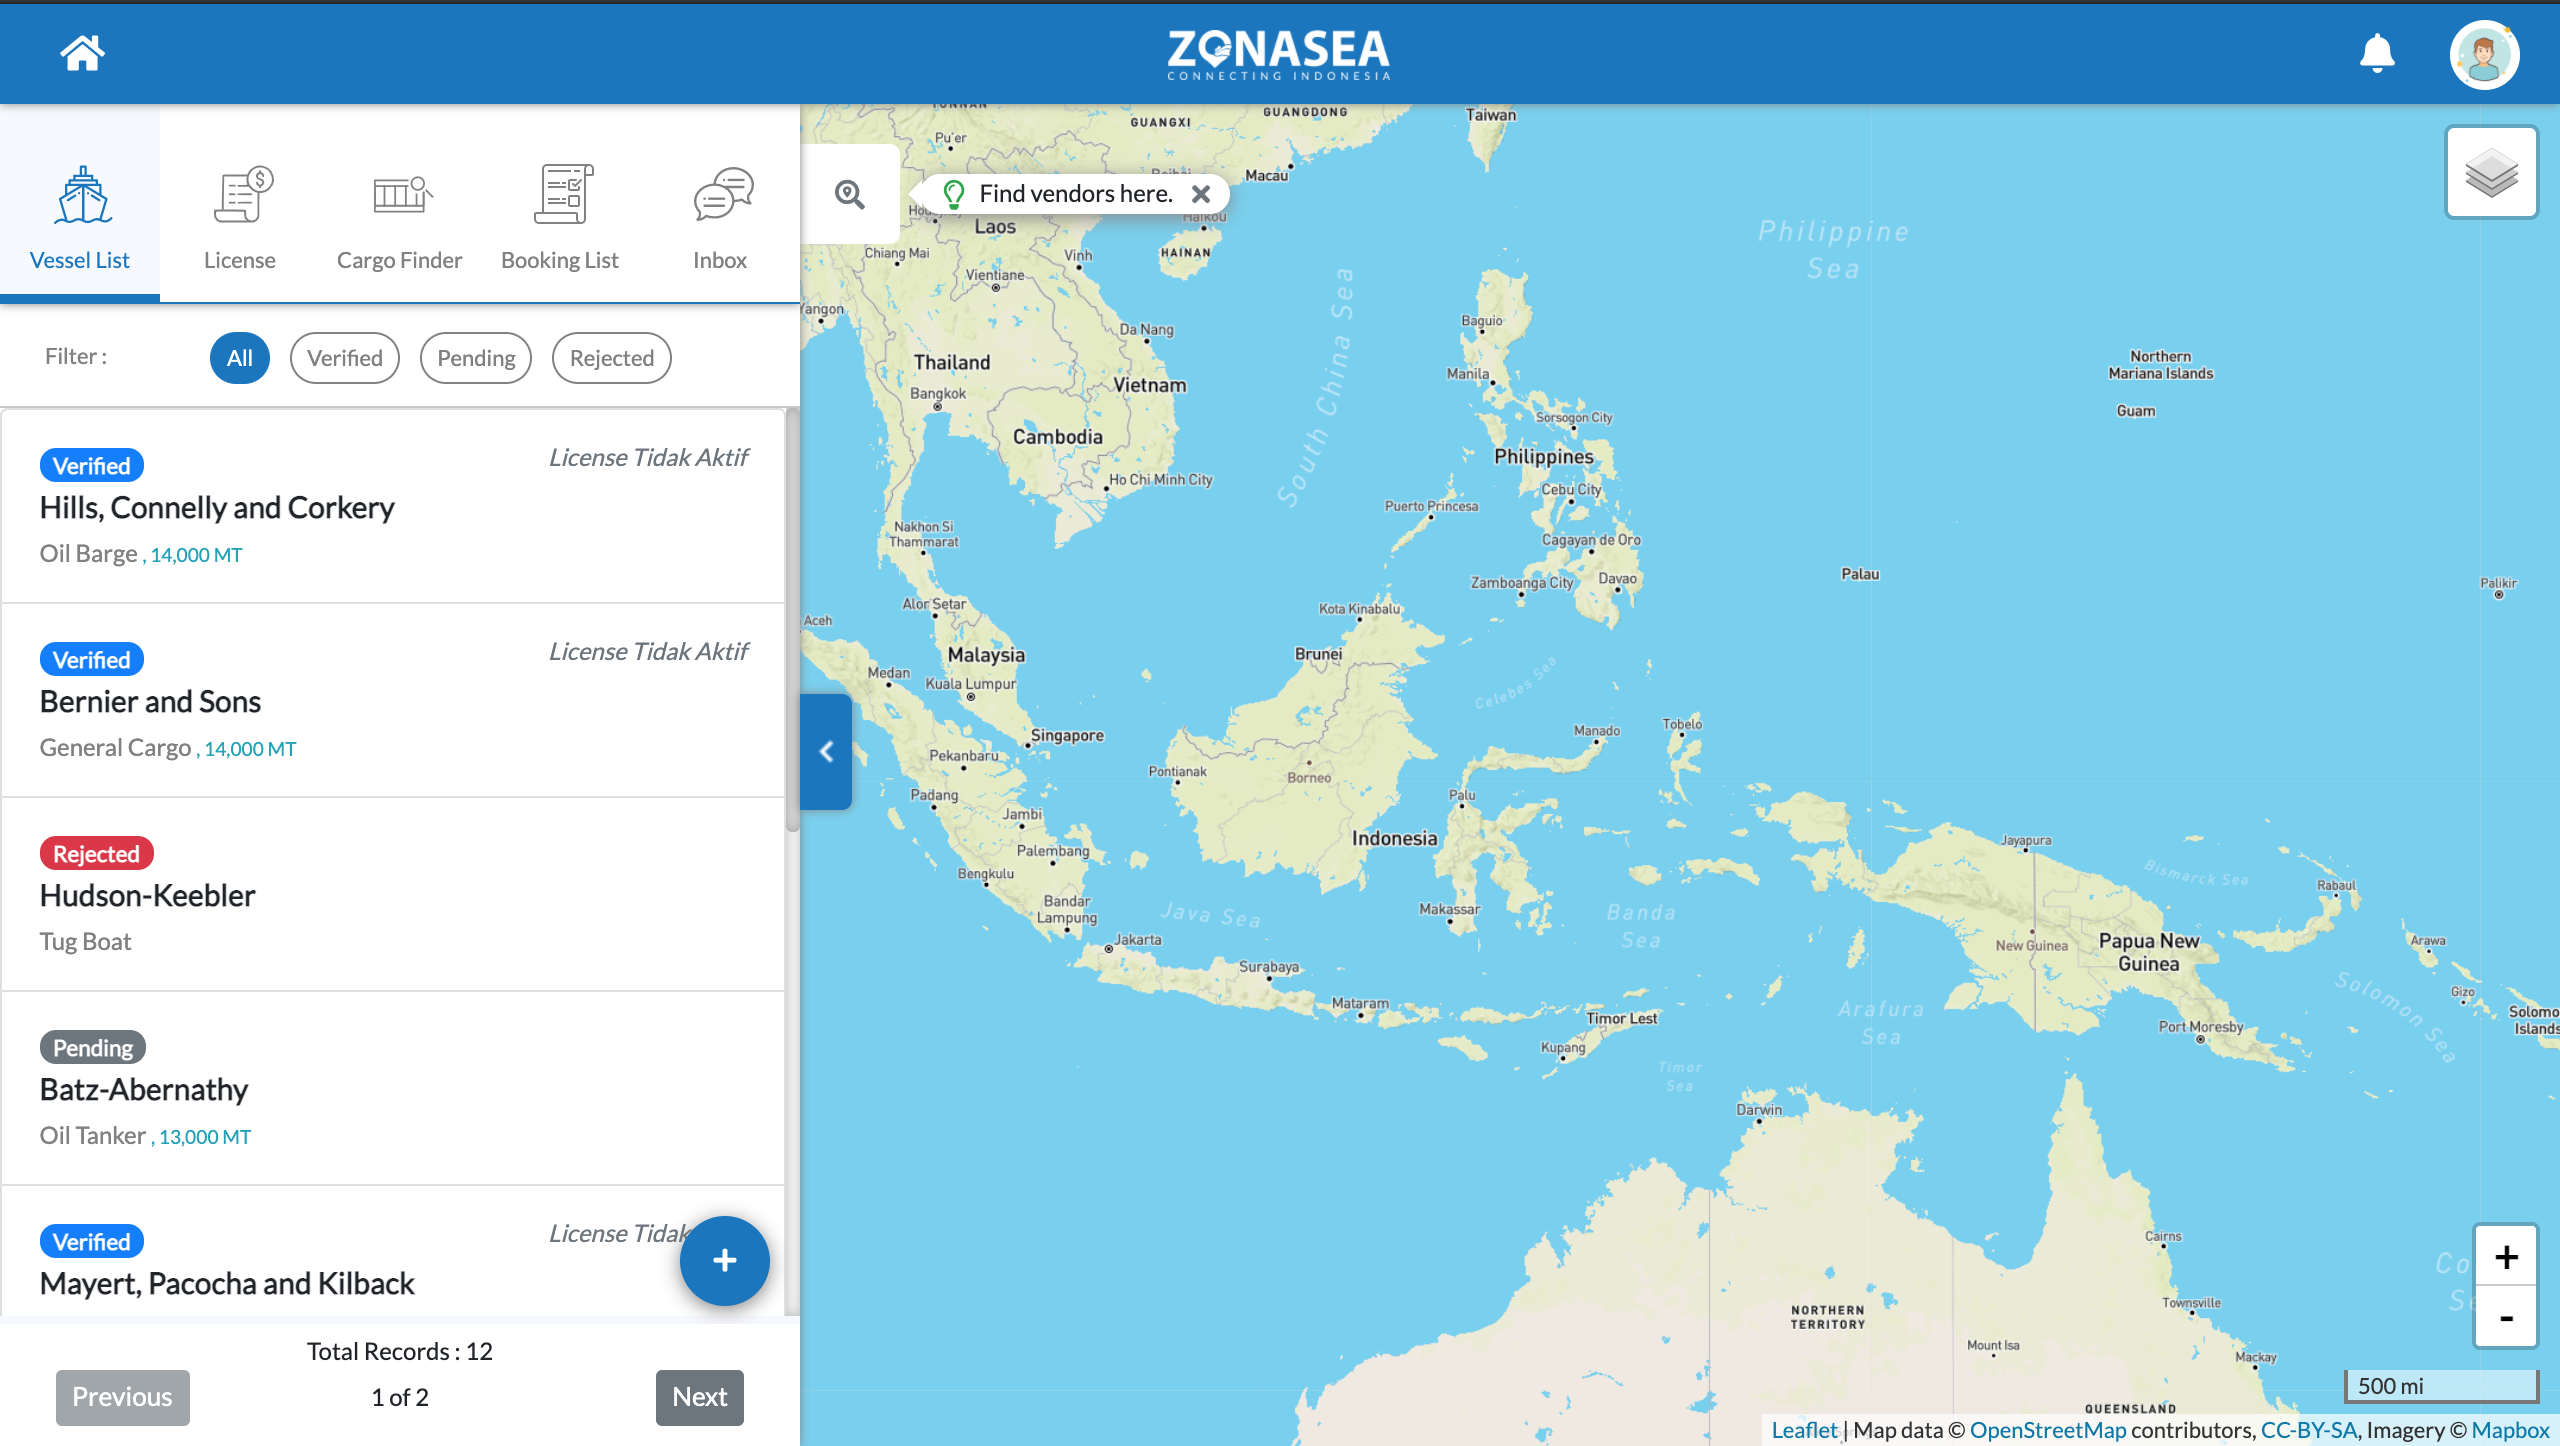 ZONASEA
CONNECTING INDONESIA
Vessel List
License
Cargo Finder
Booking List
Inbox
Filter :
All
Verified
Pending
Rejected
Verified
License Tidak Aktif
Hills, Connelly and Corkery
Oil Barge , 14,000 MT
Verified
License Tidak Aktif
Bernier and Sons
General Cargo , 14,000 MT
Rejected
Hudson-Keebler
Tug Boat
Pending
Batz-Abernathy
Oil Tanker , 13,000 MT
Verified
License Tidak
Mayert, Pacocha and Kilback
+
Total Records : 12
Previous
1 of 2
Next
Find vendors here.
GUANGXI
GUANGDONG
Taiwan
Pu'er
Macau
Haikou
HAINAN
Laos
Chiang Mai
Vinh
Vientiane
Yangon
Da Nang
Thailand
Vietnam
Bangkok
Cambodia
Ho Chi Minh City
Nakhon Si
Thammarat
South China Sea
Philippine
Sea
Baguio
Manila
Sorsogon City
Philippines
Cebu City
Puerto Princesa
Cagayan de Oro
Zamboanga City
Davao
Northern
Mariana Islands
Guam
Palau
Palikir
Alor Setar
Aceh
Kota Kinabalu
Malaysia
Brunei
Medan
Kuala Lumpur
Celebes Sea
Singapore
Manado
Tobelo
Pekanbaru
Pontianak
Borneo
Padang
Palu
Jambi
Indonesia
Palembang
Jayapura
Bengkulu
Bismarck Sea
Rabaul
Bandar
Lampung
Java Sea
Makassar
Banda
Sea
Jakarta
New Guinea
Papua New
Guinea
Arawa
Surabaya
Solomon Sea
Gizo
Mataram
Timor Lest
Arafura
Sea
Solomo
Islands
Port Moresby
Kupang
Timor
Sea
Darwin
Cairns
Co
NORTHERN
TERRITORY
Townsville
Mount Isa
Mackay
QUEENSLAND
+
-
500 mi
Leaflet | Map data © OpenStreetMap contributors, CC-BY-SA, Imagery © Mapbox